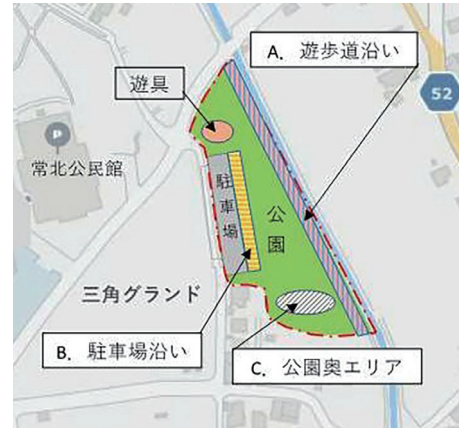 A. 遊歩道沿い
52
遊具
P
常北公民館
駐車場
公園
三角グランド
B. 駐車場沿い
C. 公園奥エリア